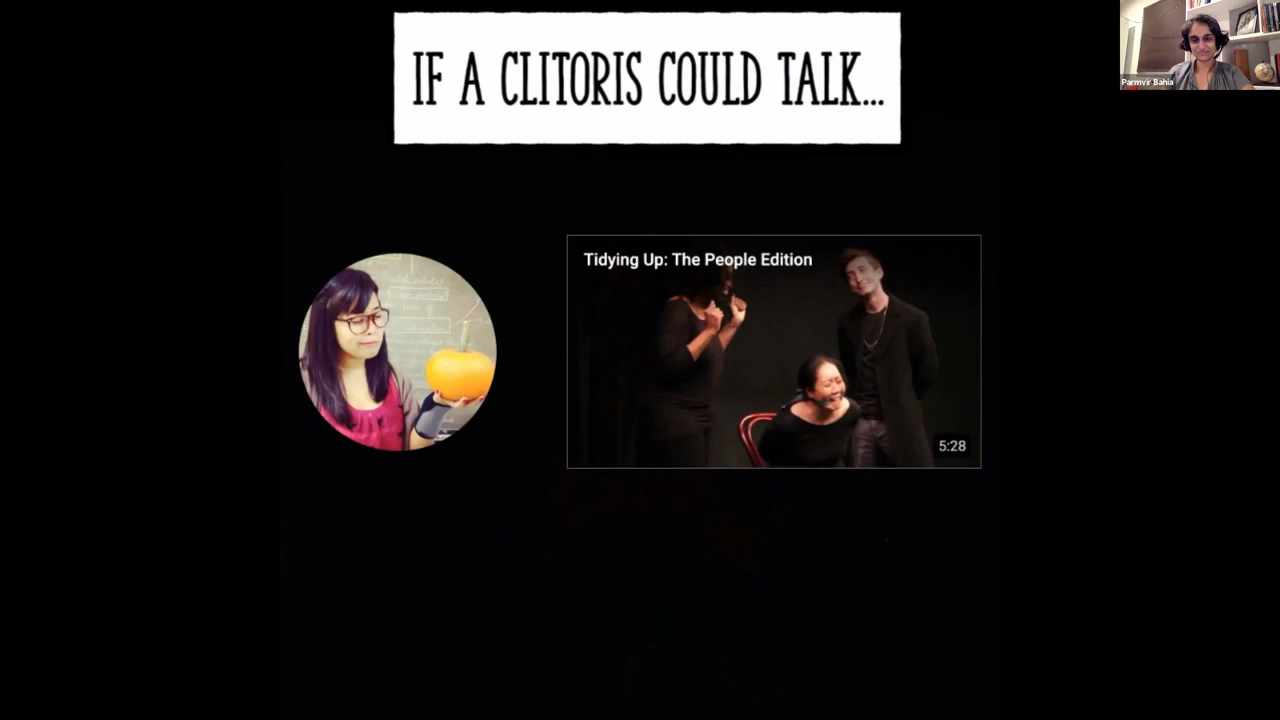 IF A CLITORIS COULD TALK...
Parmvir Bahia
Tidying Up: The People Edition
5:28